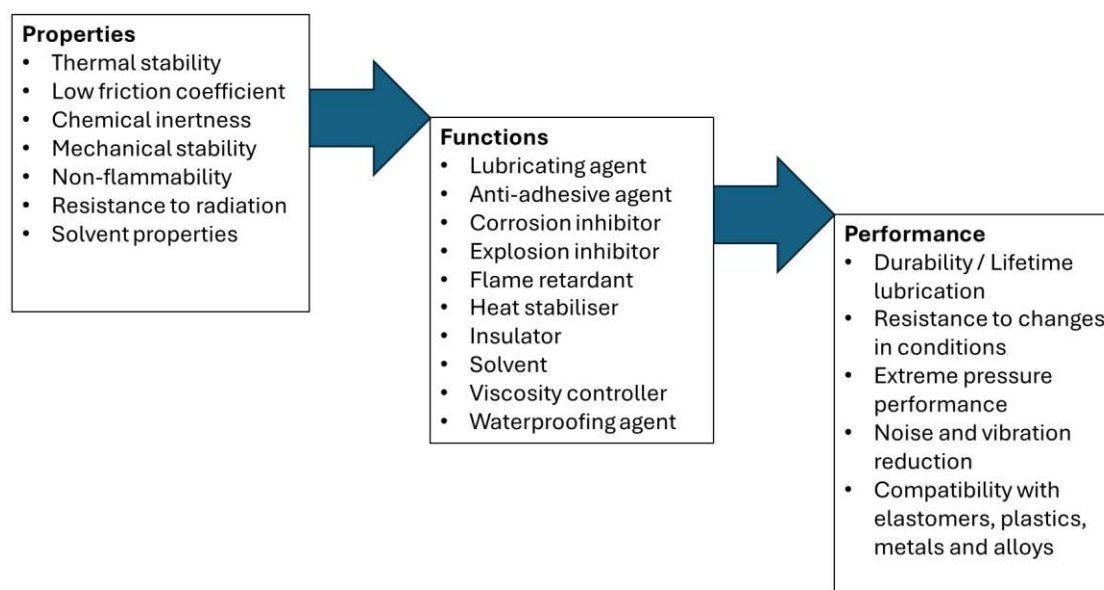 Properties
• Thermal stability
• Low friction coefficient
• Chemical inertness
• Mechanical stability
• Non-flammability
• Resistance to radiation
• Solvent properties
Functions
• Lubricating agent
• Anti-adhesive agent
• Corrosion inhibitor
• Explosion inhibitor
• Flame retardant
• Heat stabiliser
• Insulator
• Solvent
• Viscosity controller
• Waterproofing agent
Performance
• Durability / Lifetime
lubrication
• Resistance to changes
in conditions
• Extreme pressure
performance
• Noise and vibration
reduction
• Compatibility with
elastomers, plastics,
metals and alloys